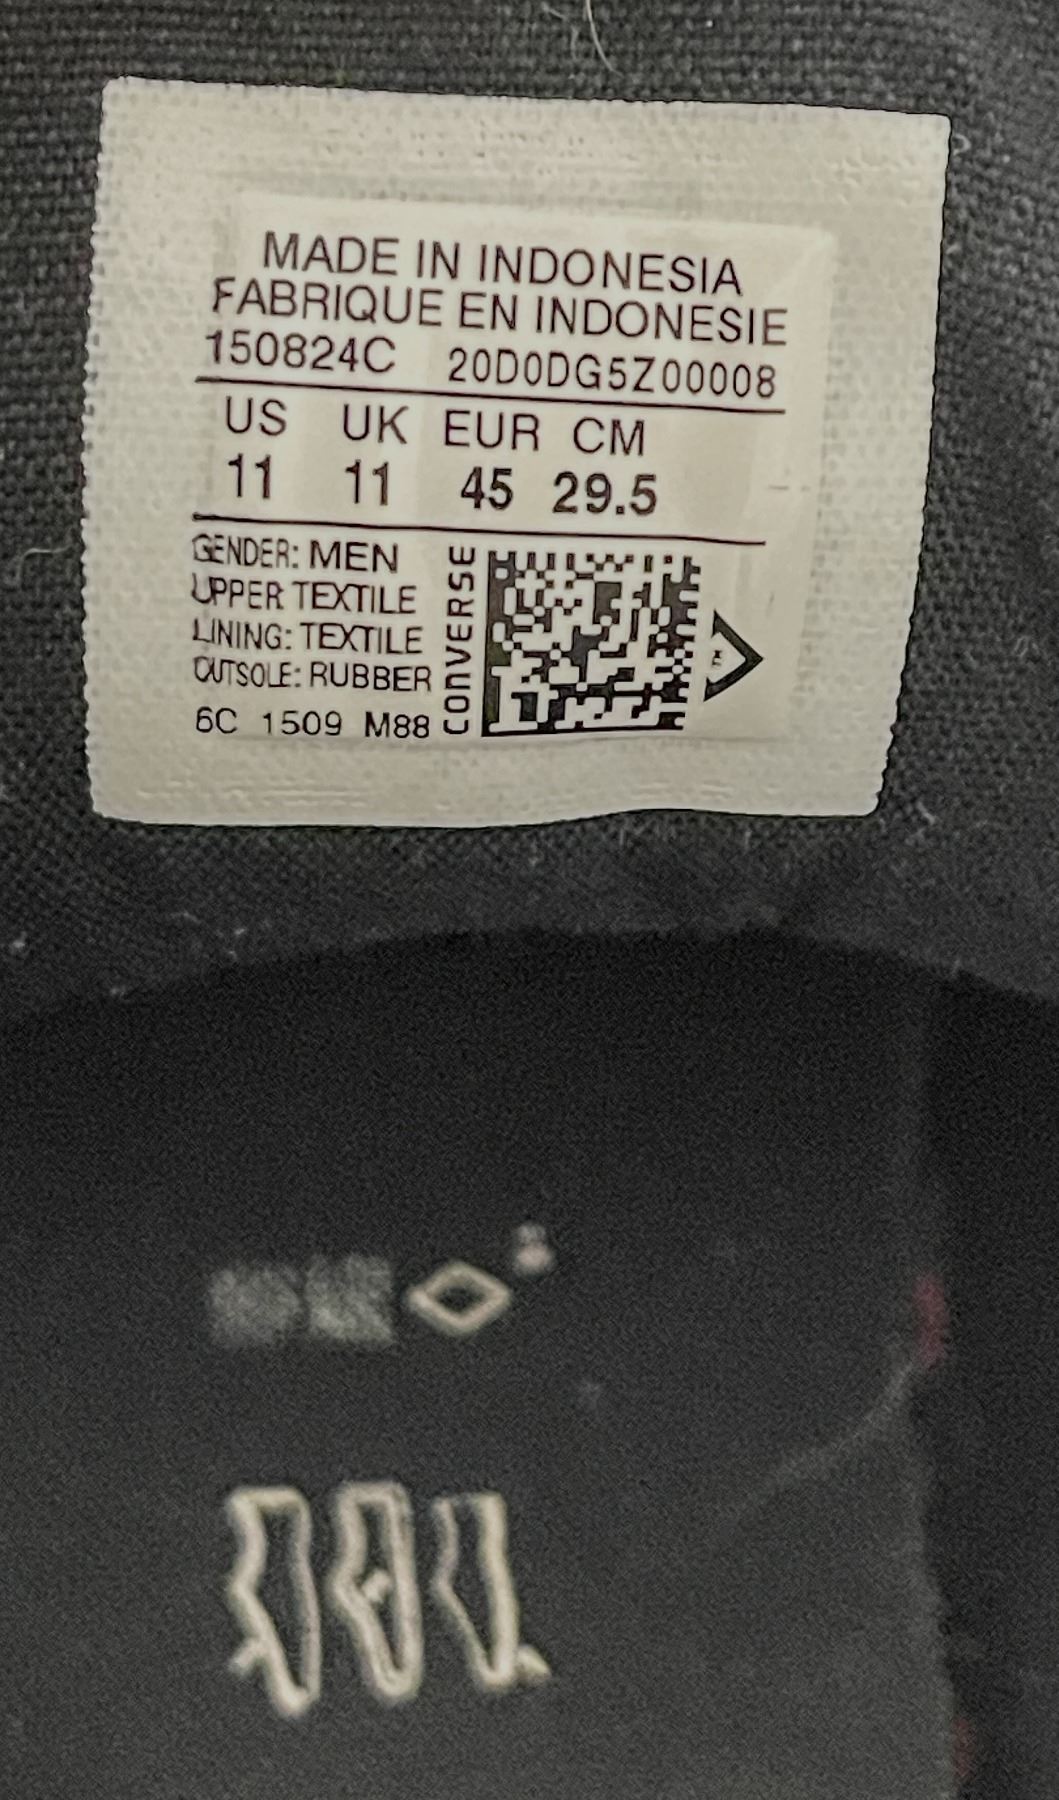 MADE IN INDONESIA
FABRIQUE EN INDONESIE
150824C 20D0DG5Z00008
US UK EUR CM
11 11 45 29.5
GENDER: MEN
UPPER TEXTILE
LINING: TEXTILE
OUTSOLE: RUBBER
6C 1509 M88
CONVERSE